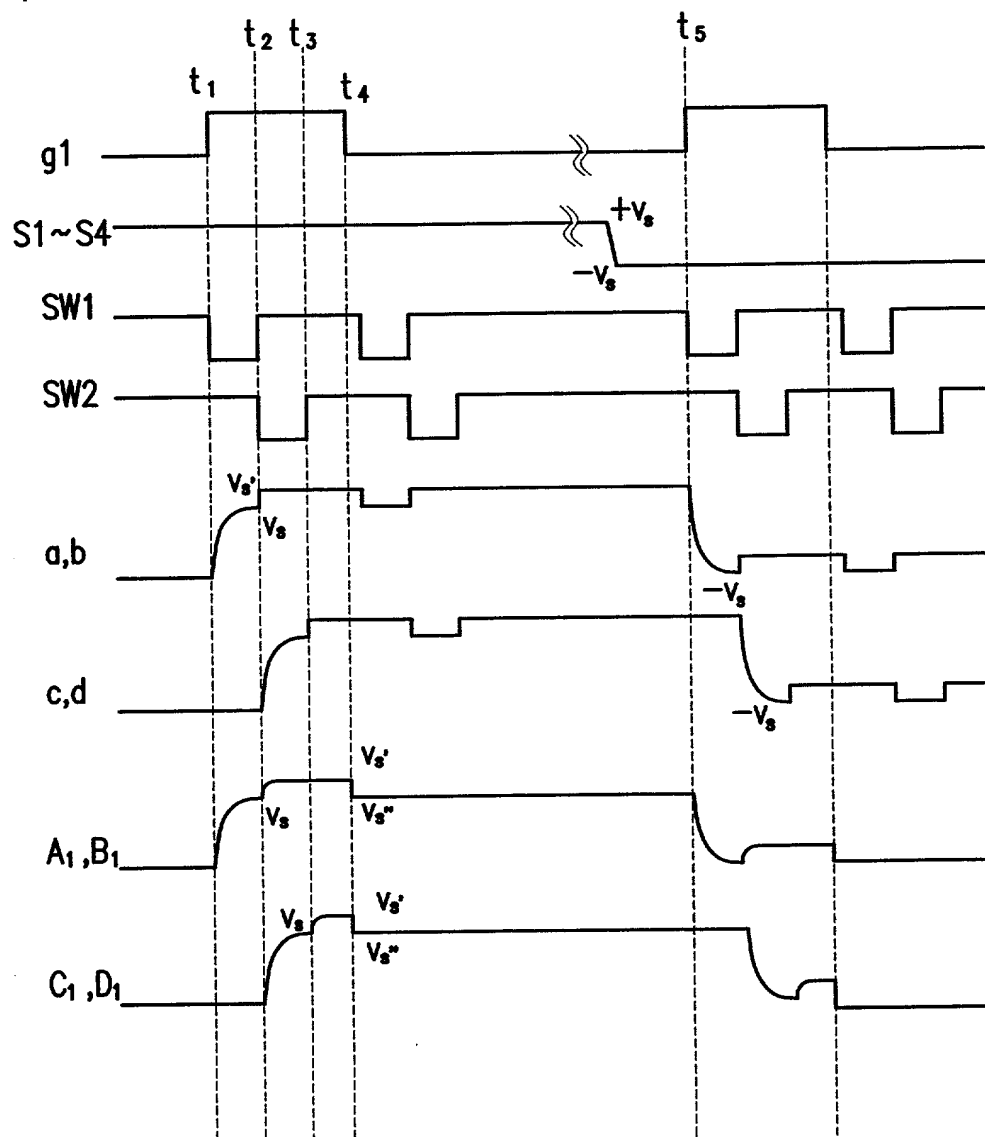 t₂ t₃ t₅
t₁ t₄
g1
+Vₛ
S1~S4
−Vₛ
SW1
SW2
Vₛ'
Vₛ
a,b
−Vₛ
c,d
−Vₛ
Vₛ'
Vₛ Vₛ"
A₁,B₁
Vₛ Vₛ'
Vₛ"
C₁,D₁